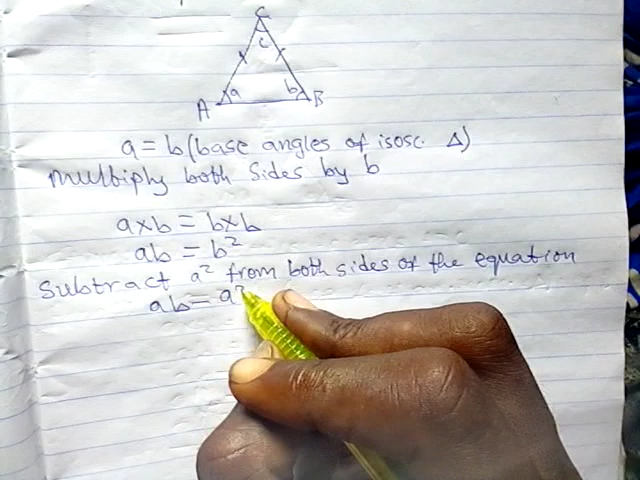 C
c
a b
A B
a = b (base angles of isosc. Δ)
Multiply both sides by b
a×b = b×b
ab = b²
Subtract a² from both sides of the equation
ab – a²